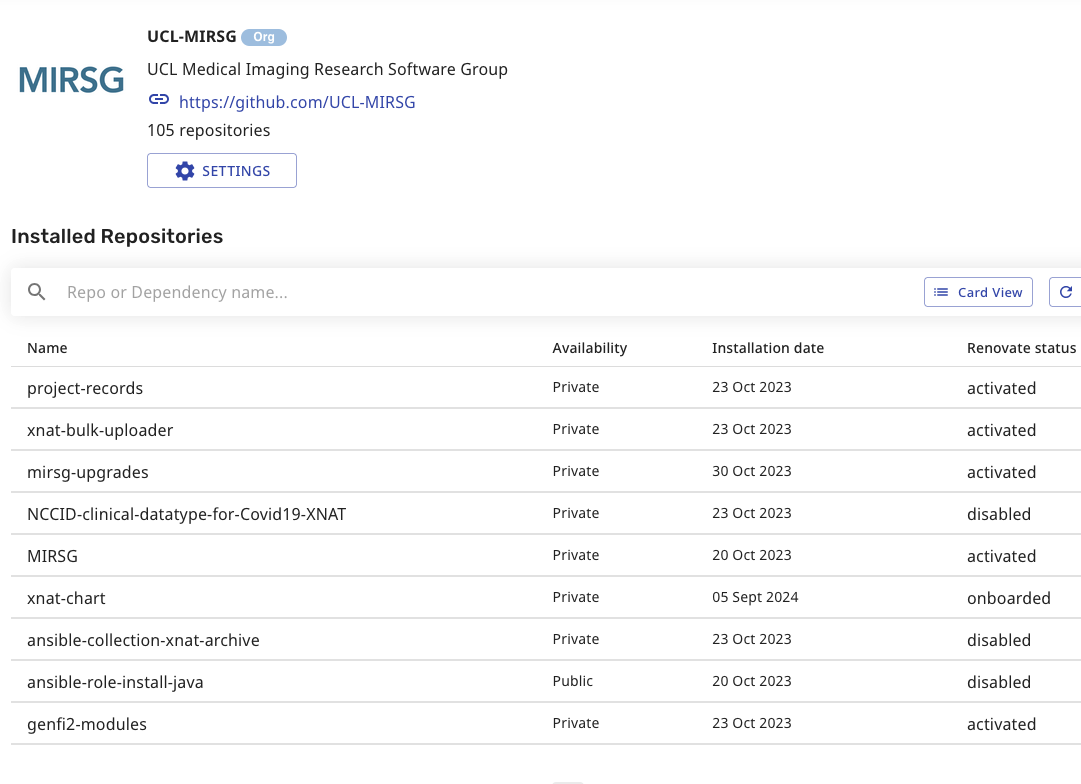 MIRSG
UCL-MIRSG Org
UCL Medical Imaging Research Software Group
https://github.com/UCL-MIRSG
105 repositories
SETTINGS
Installed Repositories
Repo or Dependency name...
Card View
Name Availability Installation date Renovate status
project-records Private 23 Oct 2023 activated
xnat-bulk-uploader Private 23 Oct 2023 activated
mirsg-upgrades Private 30 Oct 2023 activated
NCCID-clinical-datatype-for-Covid19-XNAT Private 23 Oct 2023 disabled
MIRSG Private 20 Oct 2023 activated
xnat-chart Private 05 Sept 2024 onboarded
ansible-collection-xnat-archive Private 23 Oct 2023 disabled
ansible-role-install-java Public 20 Oct 2023 disabled
genfi2-modules Private 23 Oct 2023 activated